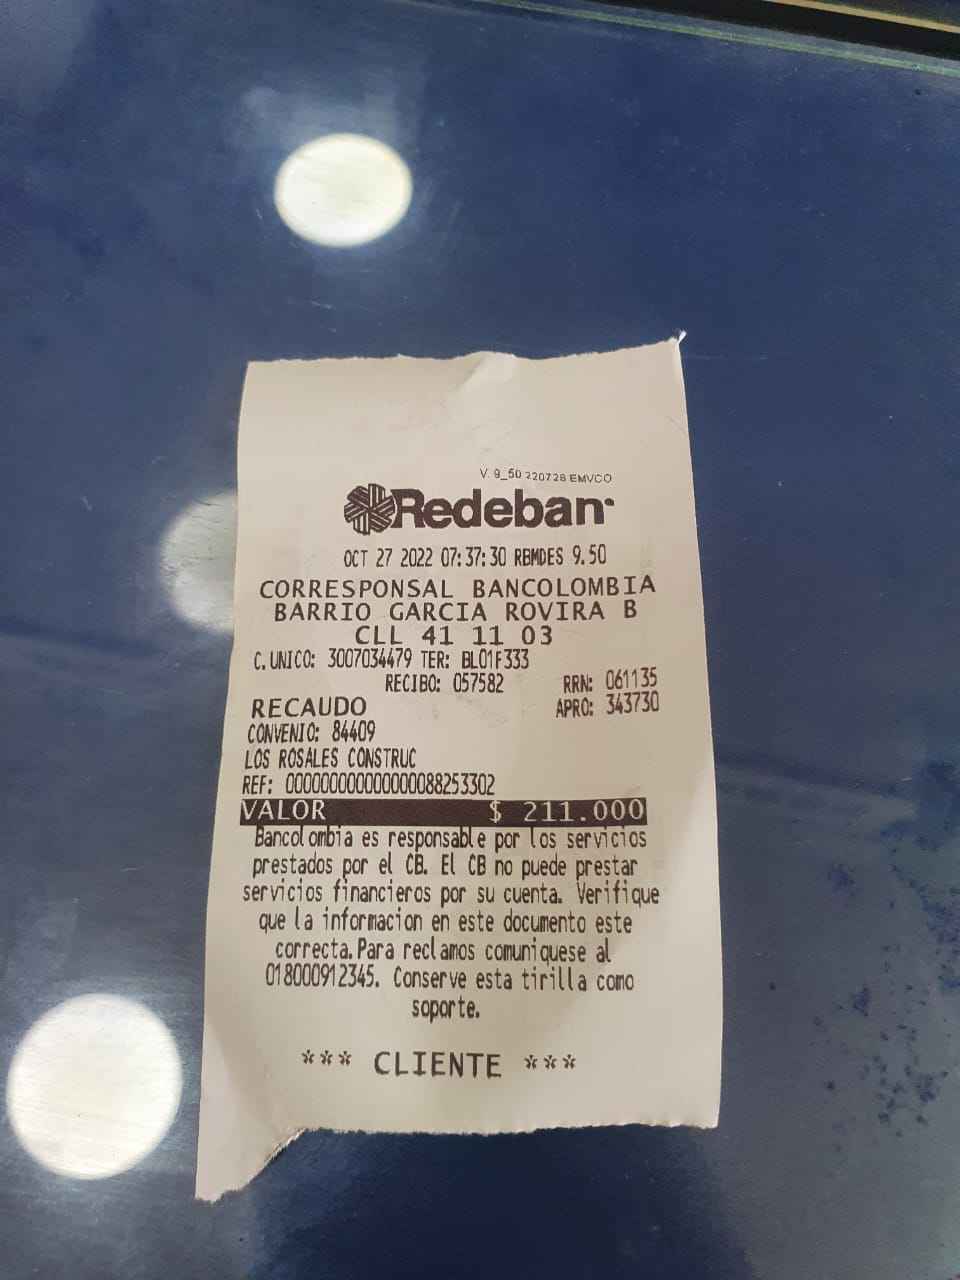 V. 9_50 220728 EMVCO
Redeban
OCT 27 2022 07:37:30 RBMDES 9.50
CORRESPONSAL BANCOLOMBIA
BARRIO GARCIA ROVIRA B
CLL 41 11 03
C.UNICO: 3007034479 TER: BL01F333
RECIBO: 057582 RRN: 061135
RECAUDO APRO: 343730
CONVENIO: 84409
LOS ROSALES CONSTRUC
REF: 000000000000000088253302
VALOR $ 211.000
Bancolombia es responsable por los servicios
prestados por el CB. El CB no puede prestar
servicios financieros por su cuenta. Verifique
que la informacion en este documento este
correcta.Para reclamos comuniquese al
018000912345. Conserve esta tirilla como
soporte.
*** CLIENTE ***